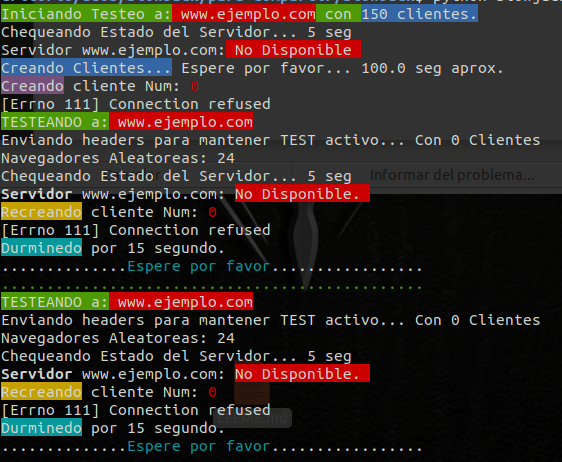 Iniciando Testeo a: www.ejemplo.com con 150 clientes.
Chequeando Estado del Servidor... 5 seg
Servidor www.ejemplo.com: No Disponible
Creando Clientes... Espere por favor... 100.0 seg aprox.
Creando cliente Num: 0
[Errno 111] Connection refused
TESTEANDO a: www.ejemplo.com
Enviando headers para mantener TEST activo... Con 0 Clientes
Navegadores Aleatoreas: 24
Chequeando Estado del Servidor... 5 seg
Informar del problema...
Servidor www.ejemplo.com: No Disponible.
Recreando cliente Num: 0
[Errno 111] Connection refused
Durminedo por 15 segundo.
..............Espere por favor.................
...............................................
TESTEANDO a: www.ejemplo.com
Enviando headers para mantener TEST activo... Con 0 Clientes
Navegadores Aleatoreas: 24
Chequeando Estado del Servidor... 5 seg
Servidor www.ejemplo.com: No Disponible.
Recreando cliente Num: 0
[Errno 111] Connection refused
Durminedo por 15 segundo.
..............Espere por favor.................